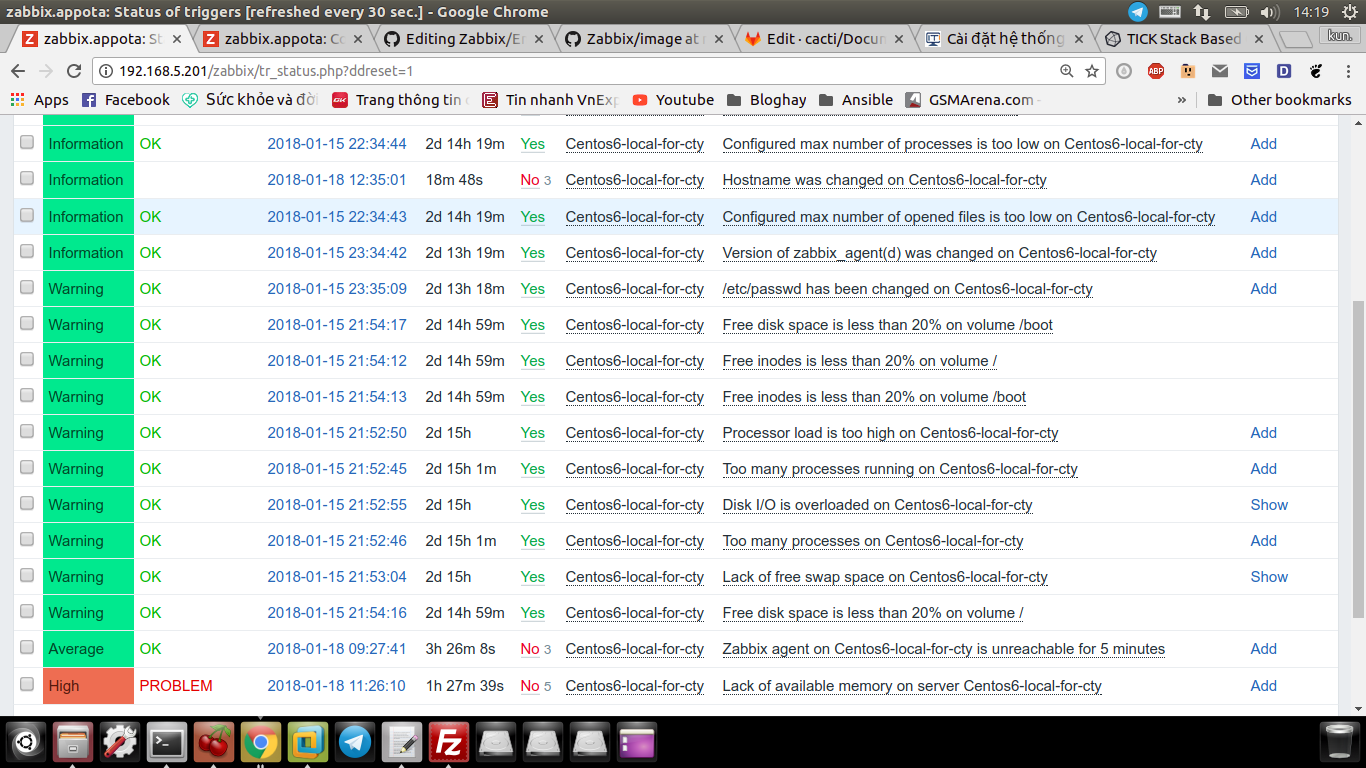 zabbix.appota: Status of triggers [refreshed every 30 sec.] - Google Chrome 14:19
zabbix.appota: St zabbix.appota: Co Editing Zabbix/Er Zabbix/image at m Edit · cacti/Docum Cài đặt hệ thống TICK Stack Based kun.
192.168.5.201/zabbix/tr_status.php?ddreset=1 ABP D
Apps Facebook Sức khỏe và đời Trang thông tin Tin nhanh VnExp Youtube Bloghay Ansible GSMArena.com - » Other bookmarks
Information OK 2018-01-15 22:34:44 2d 14h 19m Yes Centos6-local-for-cty Configured max number of processes is too low on Centos6-local-for-cty Add
Information 2018-01-18 12:35:01 18m 48s No 3 Centos6-local-for-cty Hostname was changed on Centos6-local-for-cty Add
Information OK 2018-01-15 22:34:43 2d 14h 19m Yes Centos6-local-for-cty Configured max number of opened files is too low on Centos6-local-for-cty Add
Information OK 2018-01-15 23:34:42 2d 13h 19m Yes Centos6-local-for-cty Version of zabbix_agent(d) was changed on Centos6-local-for-cty Add
Warning OK 2018-01-15 23:35:09 2d 13h 18m Yes Centos6-local-for-cty /etc/passwd has been changed on Centos6-local-for-cty Add
Warning OK 2018-01-15 21:54:17 2d 14h 59m Yes Centos6-local-for-cty Free disk space is less than 20% on volume /boot
Warning OK 2018-01-15 21:54:12 2d 14h 59m Yes Centos6-local-for-cty Free inodes is less than 20% on volume /
Warning OK 2018-01-15 21:54:13 2d 14h 59m Yes Centos6-local-for-cty Free inodes is less than 20% on volume /boot
Warning OK 2018-01-15 21:52:50 2d 15h Yes Centos6-local-for-cty Processor load is too high on Centos6-local-for-cty Add
Warning OK 2018-01-15 21:52:45 2d 15h 1m Yes Centos6-local-for-cty Too many processes running on Centos6-local-for-cty Add
Warning OK 2018-01-15 21:52:55 2d 15h Yes Centos6-local-for-cty Disk I/O is overloaded on Centos6-local-for-cty Show
Warning OK 2018-01-15 21:52:46 2d 15h 1m Yes Centos6-local-for-cty Too many processes on Centos6-local-for-cty Add
Warning OK 2018-01-15 21:53:04 2d 15h Yes Centos6-local-for-cty Lack of free swap space on Centos6-local-for-cty Show
Warning OK 2018-01-15 21:54:16 2d 14h 59m Yes Centos6-local-for-cty Free disk space is less than 20% on volume /
Average OK 2018-01-18 09:27:41 3h 26m 8s No 3 Centos6-local-for-cty Zabbix agent on Centos6-local-for-cty is unreachable for 5 minutes Add
High PROBLEM 2018-01-18 11:26:10 1h 27m 39s No 5 Centos6-local-for-cty Lack of available memory on server Centos6-local-for-cty Add